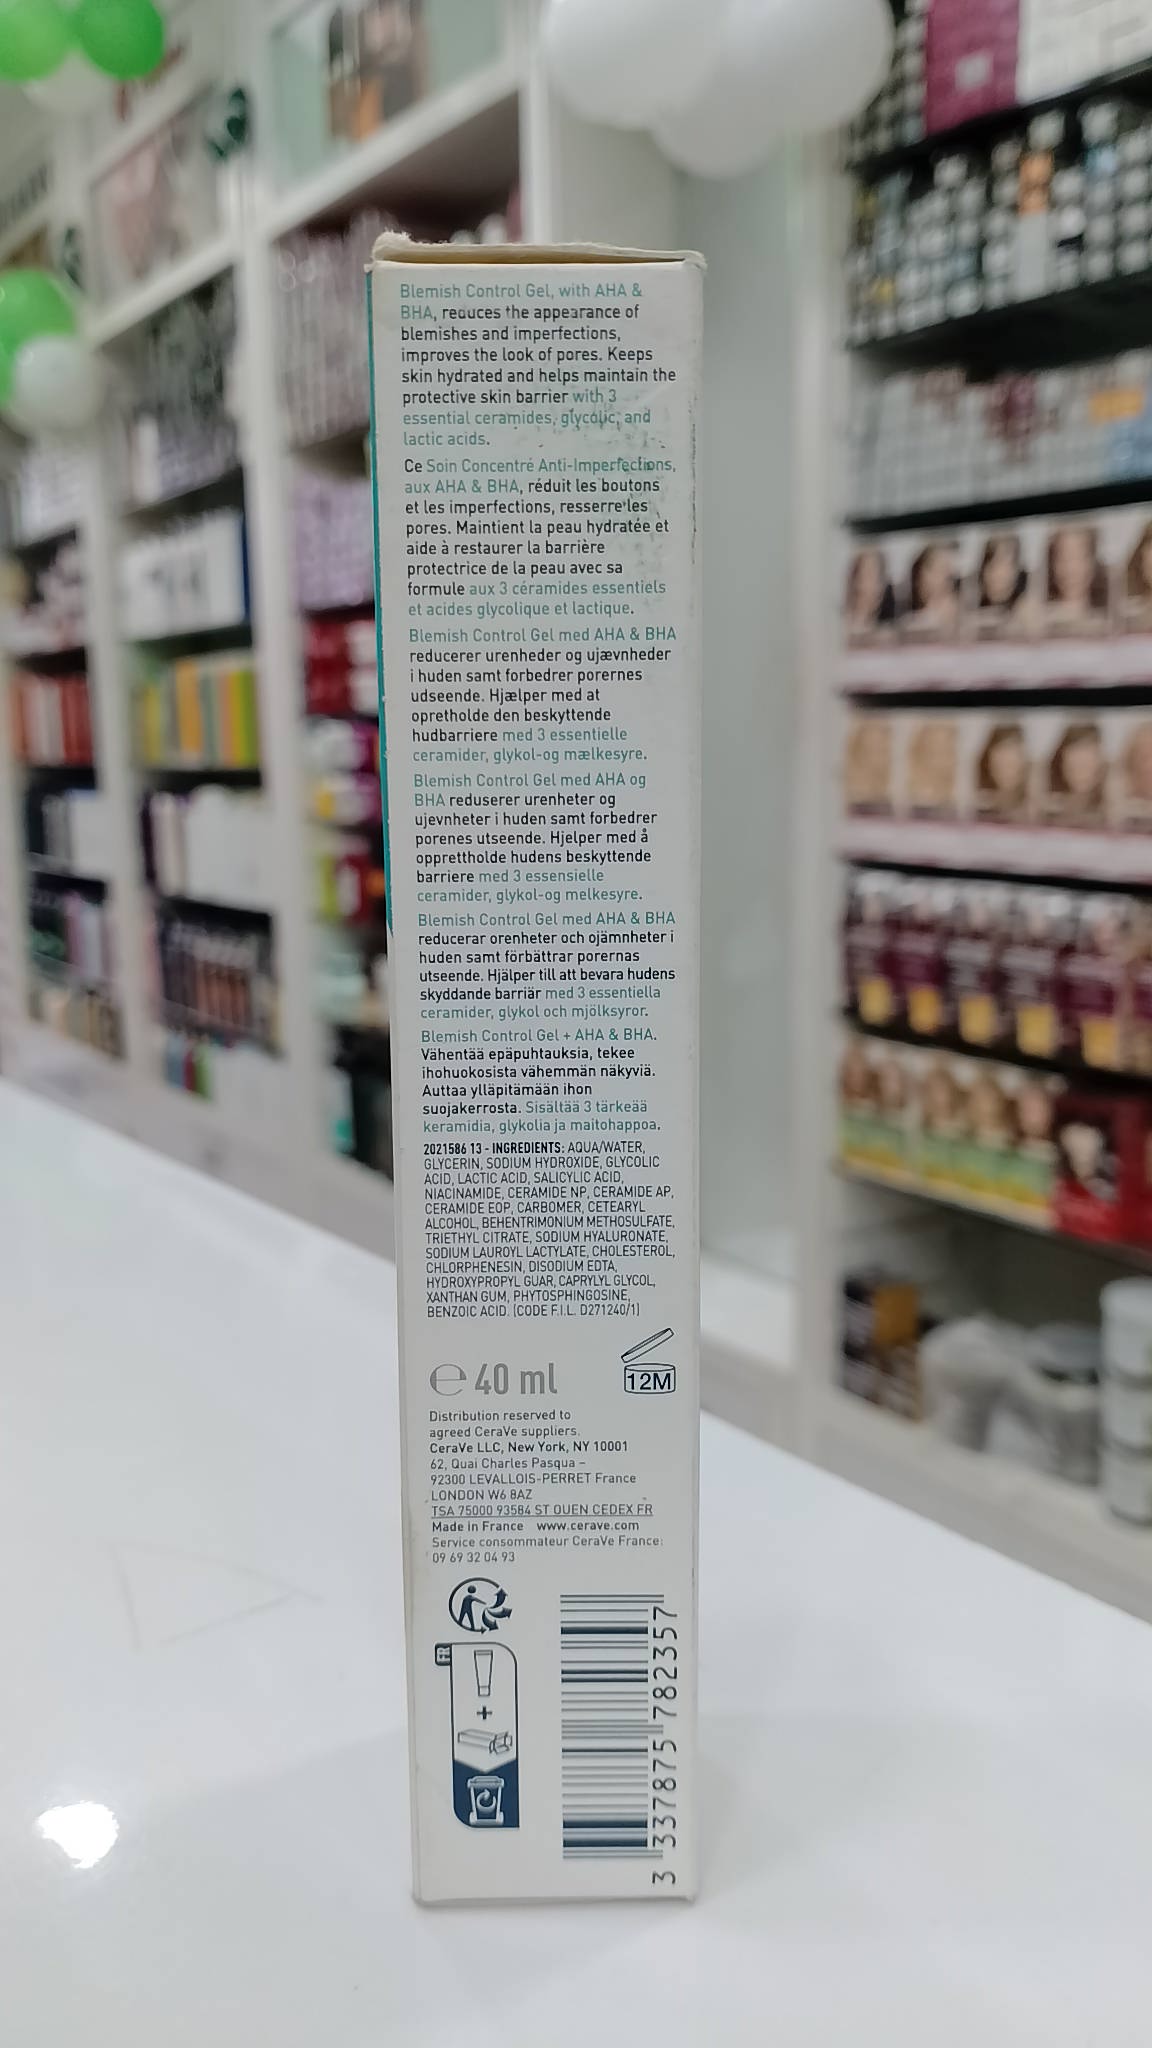 Blemish Control Gel, with AHA &
BHA, reduces the appearance of
blemishes and imperfections,
improves the look of pores. Keeps
skin hydrated and helps maintain the
protective skin barrier with 3
essential ceramides, glycolic, and
lactic acids.
Ce Soin Concentré Anti-Imperfections,
aux AHA & BHA, réduit les boutons
et les imperfections, resserre les
pores. Maintient la peau hydratée et
aide à restaurer la barrière
protectrice de la peau avec sa
formule aux 3 céramides essentiels
et acides glycolique et lactique.
Blemish Control Gel med AHA & BHA
reducerer urenheder og ujævnheder
i huden samt forbedrer porernes
udseende. Hjælper med at
opretholde den beskyttende
hudbarriere med 3 essentielle
ceramider, glykol-og mælkesyre.
Blemish Control Gel med AHA og
BHA reduserer urenheter og
ujevnheter i huden samt forbedrer
porenes utseende. Hjelper med å
opprettholde hudens beskyttende
barriere med 3 essensielle
ceramider, glykol-og melkesyre.
Blemish Control Gel med AHA & BHA
reducerar orenheter och ojämnheter i
huden samt förbättrar porernas
utseende. Hjälper till att bevara hudens
skyddande barriär med 3 essentiella
ceramider, glykol och mjölksyror.
Blemish Control Gel + AHA & BHA.
Vähentää epäpuhtauksia, tekee
ihohuokosista vähemmän näkyviä.
Auttaa ylläpitämään ihon
suojakerrosta. Sisältää 3 tärkeää
keramidia, glykolia ja maitohappoa.
2021586 13 - INGREDIENTS: AQUA/WATER,
GLYCERIN, SODIUM HYDROXIDE, GLYCOLIC
ACID, LACTIC ACID, SALICYLIC ACID,
NIACINAMIDE, CERAMIDE NP, CERAMIDE AP,
CERAMIDE EOP, CARBOMER, CETEARYL
ALCOHOL, BEHENTRIMONIUM METHOSULFATE,
TRIETHYL CITRATE, SODIUM HYALURONATE,
SODIUM LAUROYL LACTYLATE, CHOLESTEROL,
CHLORPHENESIN, DISODIUM EDTA,
HYDROXYPROPYL GUAR, CAPRYLYL GLYCOL,
XANTHAN GUM, PHYTOSPHINGOSINE,
BENZOIC ACID. (CODE F.I.L. D271240/1)
e 40 ml
12M
Distribution reserved to
agreed CeraVe suppliers.
CeraVe LLC, New York, NY 10001
62, Quai Charles Pasqua –
92300 LEVALLOIS-PERRET France
LONDON W6 8AZ
TSA 75000 93584 ST OUEN CEDEX FR
Made in France www.cerave.com
Service consommateur CeraVe France:
09 69 32 04 93
FR
+
3 337875 782357